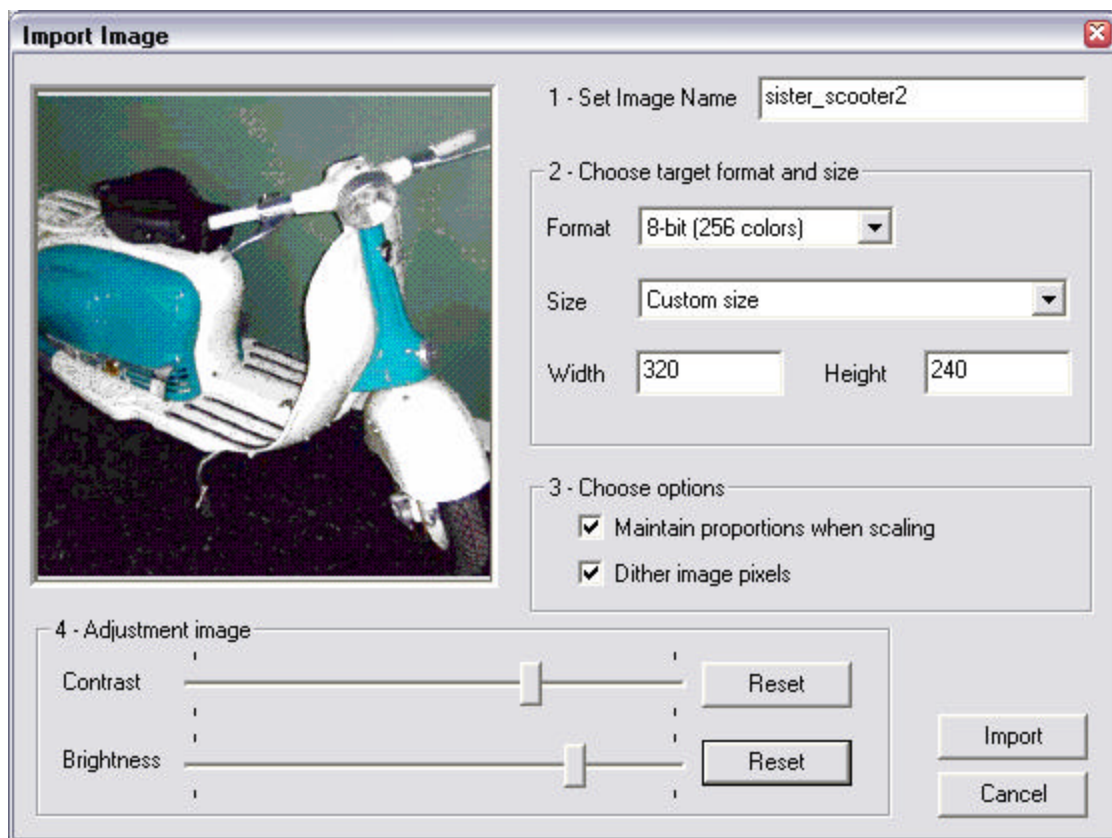 Import Image
1 - Set Image Name sister_scooter2
2 - Choose target format and size
Format 8-bit (256 colors)
Size Custom size
Width 320 Height 240
3 - Choose options
Maintain proportions when scaling
Dither image pixels
4 - Adjustment image
Contrast Reset
Brightness Reset
Import
Cancel